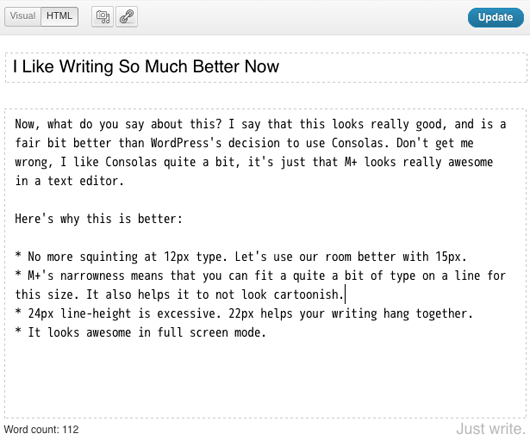 Visual HTML Update
I Like Writing So Much Better Now
Now, what do you say about this? I say that this looks really good, and is a
fair bit better than WordPress's decision to use Consolas. Don't get me
wrong, I like Consolas quite a bit, it's just that M+ looks really awesome
in a text editor.
Here's why this is better:
* No more squinting at 12px type. Let's use our room better with 15px.
* M+'s narrowness means that you can fit a quite a bit of type on a line for
this size. It also helps it to not look cartoonish.
* 24px line-height is excessive. 22px helps your writing hang together.
* It looks awesome in full screen mode.
Word count: 112 Just write.